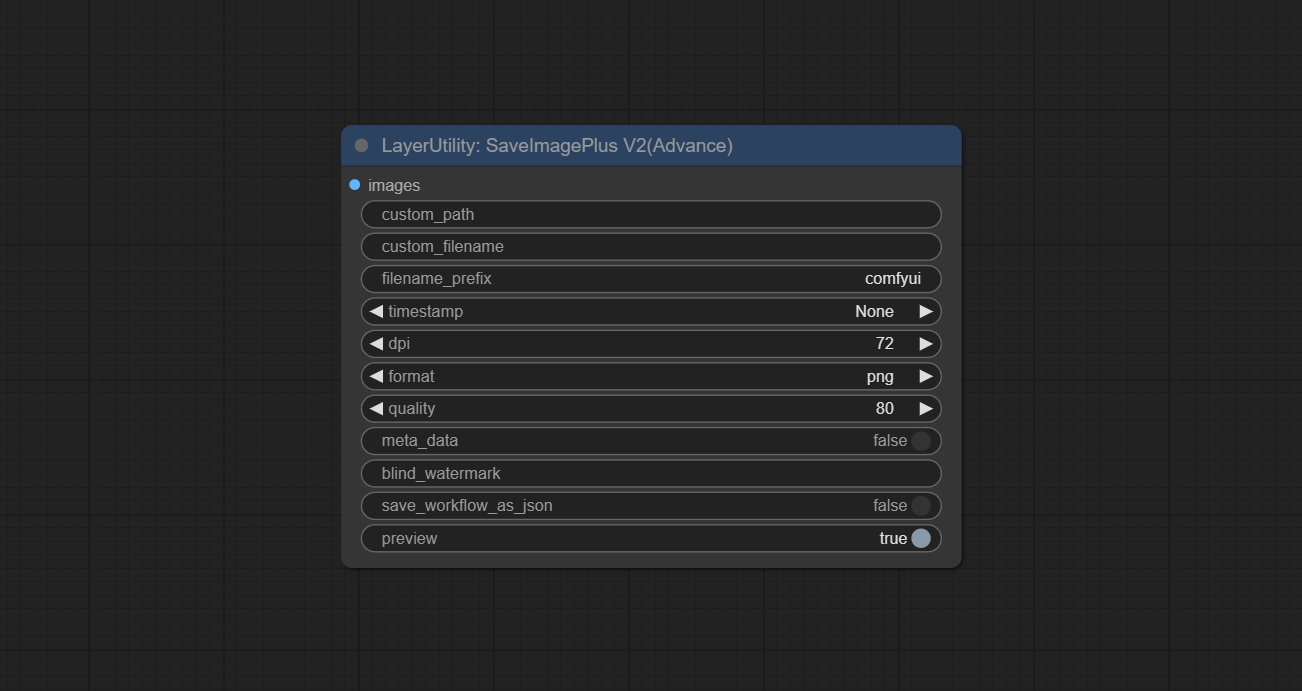 LayerUtility: SaveImagePlus V2(Advance)
images
custom_path
custom_filename
filename_prefix comfyui
timestamp None
dpi 72
format png
quality 80
meta_data false
blind_watermark
save_workflow_as_json false
preview true